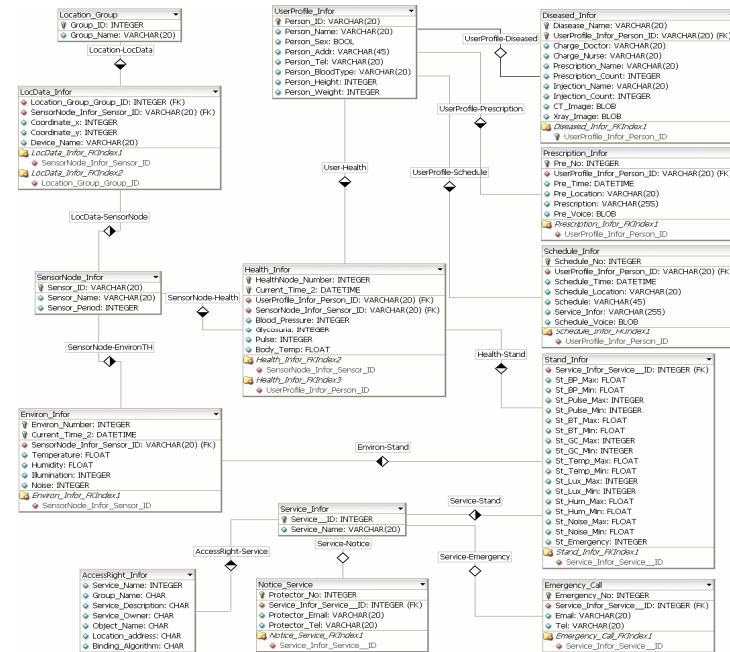 Location_Group
Group_ID: INTEGER
Group_Name: VARCHAR(20)
Location-LocData
LocData_Infor
Location_Group_Group_ID: INTEGER (FK)
SensorNode_Infor_Sensor_ID: VARCHAR(20) (FK)
Coordinate_x: INTEGER
Coordinate_y: INTEGER
Device_Name: VARCHAR(20)
LocData_Infor_FKIndex1
SensorNode_Infor_Sensor_ID
LocData_Infor_FKIndex2
Location_Group_Group_ID
LocData-SensorNode
SensorNode_Infor
Sensor_ID: VARCHAR(20)
Sensor_Name: VARCHAR(20)
Sensor_Period: INTEGER
SensorNode-Health
SensorNode-EnvironTH
Environ_Infor
Environ_Number: INTEGER
Current_Time_2: DATETIME
SensorNode_Infor_Sensor_ID: VARCHAR(20) (FK)
Temperature: FLOAT
Humidity: FLOAT
Illumination: INTEGER
Noise: INTEGER
Environ_Infor_FKIndex1
SensorNode_Infor_Sensor_ID
UserProfile_Infor
Person_ID: VARCHAR(20)
Person_Name: VARCHAR(20)
Person_Sex: BOOL
Person_Addr: VARCHAR(45)
Person_Tel: VARCHAR(20)
Person_BloodType: VARCHAR(20)
Person_Height: INTEGER
Person_Weight: INTEGER
UserProfile-Diseased
UserProfile-Prescription
User-Health
UserProfile-Schedule
Health_Infor
HealthNode_Number: INTEGER
Current_Time_2: DATETIME
UserProfile_Infor_Person_ID: VARCHAR(20) (FK)
SensorNode_Infor_Sensor_ID: VARCHAR(20) (FK)
Blood_Pressure: INTEGER
Glycosuria: INTEGER
Pulse: INTEGER
Body_Temp: FLOAT
Health_Infor_FKIndex2
SensorNode_Infor_Sensor_ID
Health_Infor_FKIndex3
UserProfile_Infor_Person_ID
Health-Stand
Environ-Stand
Diseased_Infor
Diasease_Name: VARCHAR(20)
UserProfile_Infor_Person_ID: VARCHAR(20) (FK)
Charge_Doctor: VARCHAR(20)
Charge_Nurse: VARCHAR(20)
Prescription_Name: VARCHAR(20)
Prescription_Count: INTEGER
Injection_Name: VARCHAR(20)
Injection_Count: INTEGER
CT_Image: BLOB
Xray_Image: BLOB
Diseased_Infor_FKIndex1
UserProfile_Infor_Person_ID
Prescription_Infor
Pre_No: INTEGER
UserProfile_Infor_Person_ID: VARCHAR(20) (FK)
Pre_Time: DATETIME
Pre_Location: VARCHAR(20)
Prescription: VARCHAR(255)
Pre_Voice: BLOB
Prescription_Infor_FKIndex1
UserProfile_Infor_Person_ID
Schedule_Infor
Schedule_No: INTEGER
UserProfile_Infor_Person_ID: VARCHAR(20) (FK)
Schedule_Time: DATETIME
Schedule_Location: VARCHAR(20)
Schedule: VARCHAR(45)
Service_Infor: VARCHAR(255)
Schedule_Voice: BLOB
Schedule_Infor_FKIndex1
UserProfile_Infor_Person_ID
Stand_Infor
Service_Infor_Service__ID: INTEGER (FK)
St_BP_Max: FLOAT
St_BP_Min: FLOAT
St_Pulse_Max: INTEGER
St_Pulse_Min: INTEGER
St_BT_Max: FLOAT
St_BT_Min: FLOAT
St_GC_Max: INTEGER
St_GC_Min: INTEGER
St_Temp_Max: FLOAT
St_Temp_Min: FLOAT
St_Lux_Max: INTEGER
St_Lux_Min: INTEGER
St_Hum_Max: FLOAT
St_Hum_Min: FLOAT
St_Noise_Max: FLOAT
St_Noise_Min: FLOAT
St_Emergency: INTEGER
Stand_Infor_FKIndex1
Service_Infor_Service__ID
Service_Infor
Service__ID: INTEGER
Service_Name: VARCHAR(20)
Service-Stand
AccessRight-Service
Service-Notice
Service-Emergency
AccessRight_Infor
Service_Name: INTEGER
Group_Name: CHAR
Service_Description: CHAR
Service_Owner: CHAR
Object_Name: CHAR
Location_address: CHAR
Binding_Algorithm: CHAR
Notice_Service
Protector_No: INTEGER
Service_Infor_Service__ID: INTEGER (FK)
Protector_Email: VARCHAR(20)
Protector_Tel: VARCHAR(20)
Notice_Service_FKIndex1
Service_Infor_Service__ID
Emergency_Call
Emergency_No: INTEGER
Service_Infor_Service__ID: INTEGER (FK)
Email: VARCHAR(20)
Tel: VARCHAR(20)
Emergency_Call_FKIndex1
Service_Infor_Service__ID